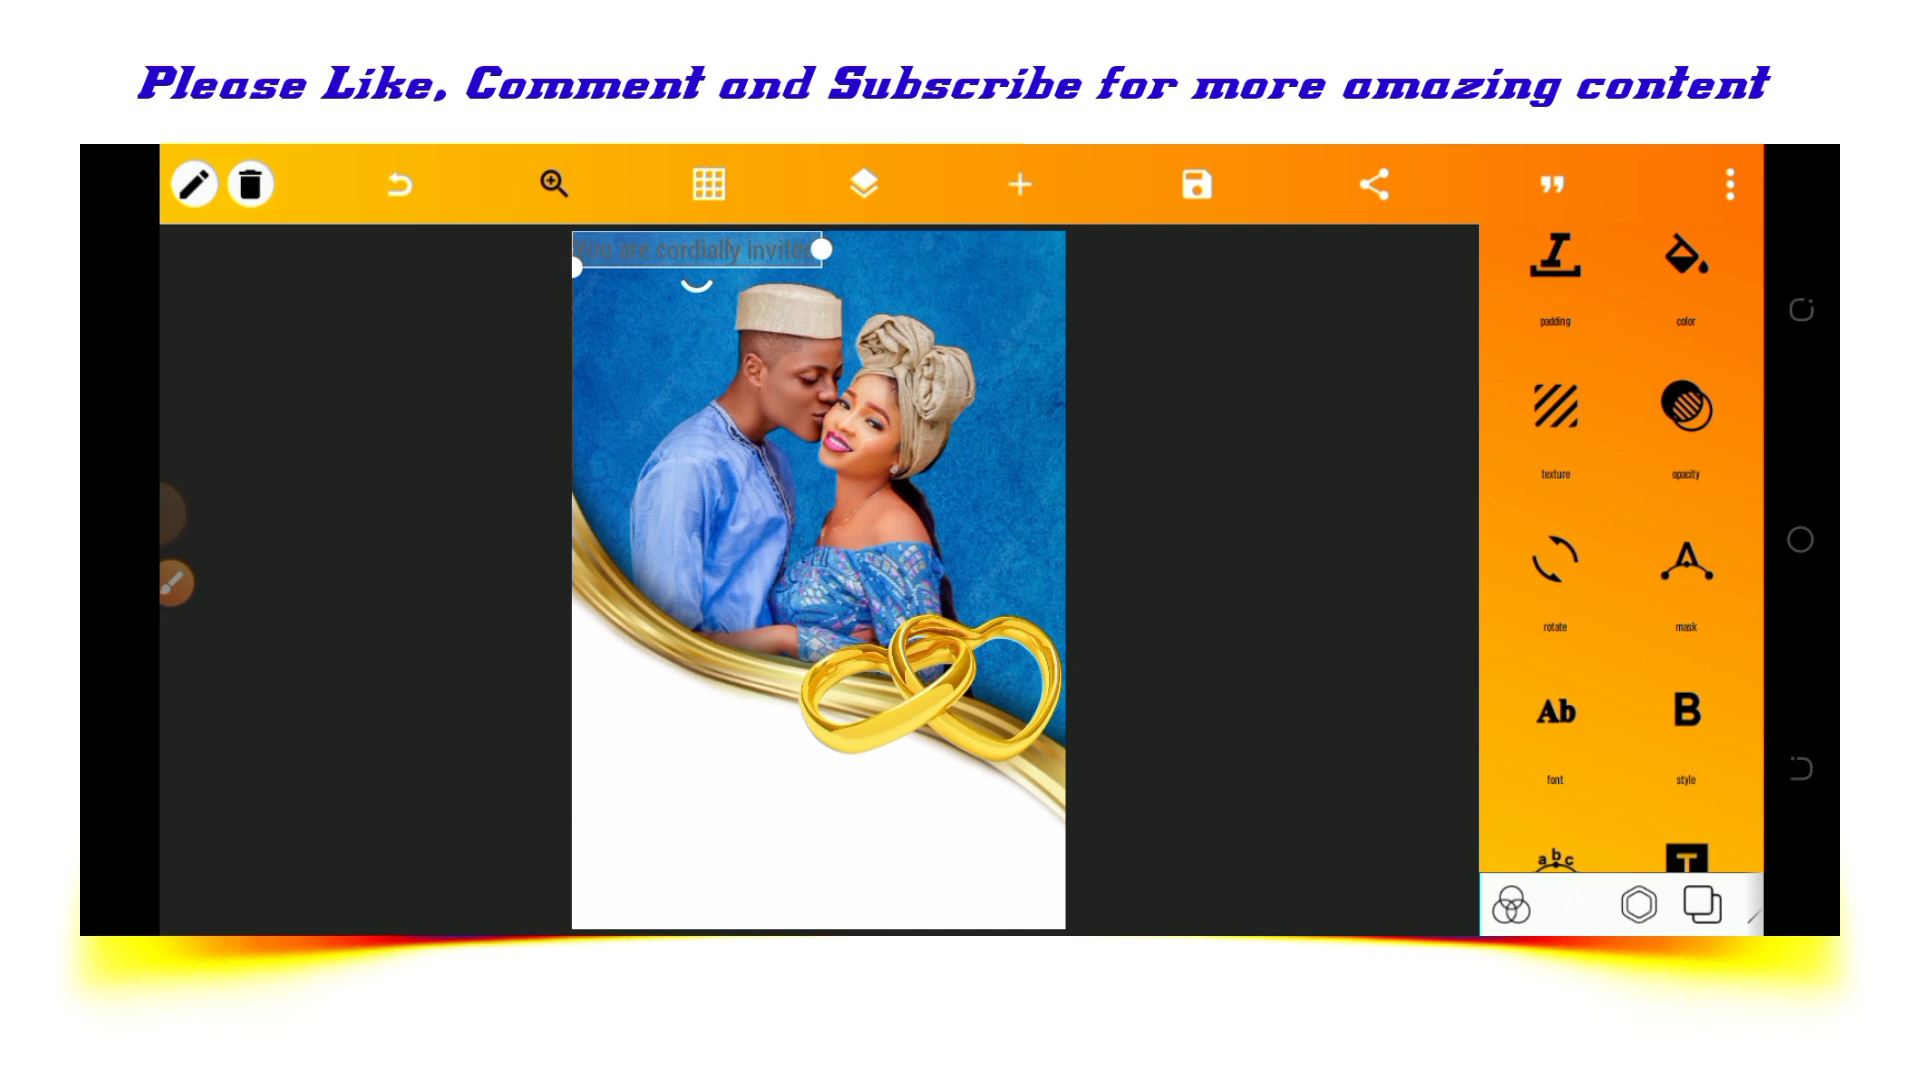 Please Like, Comment and Subscribe for more amazing content
You are cordially invited
padding
color
texture
opacity
rotate
mask
Ab
B
font
style
abc
T